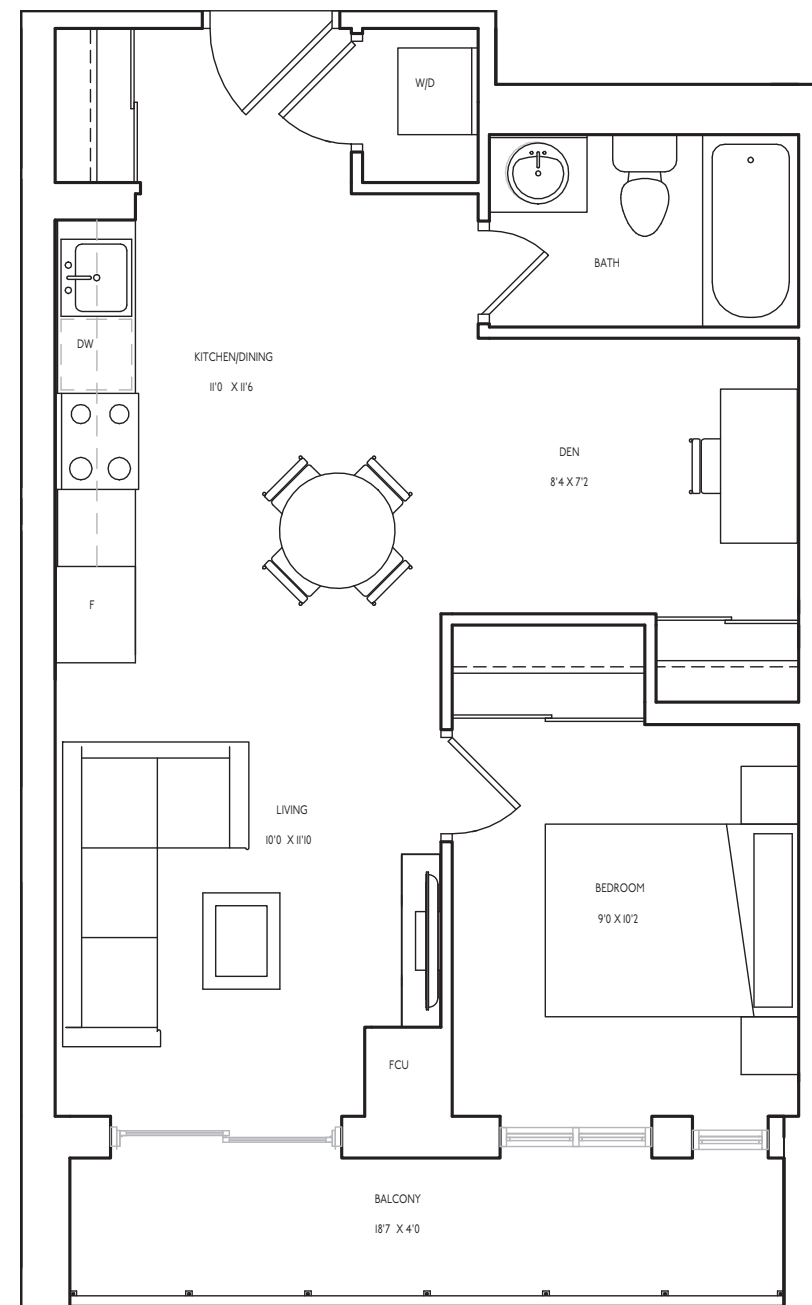 W/D
BATH
DW
KITCHEN/DINING
11'0 X 11'6
DEN
8'4 X 7'2
F
LIVING
10'0 X 11'10
BEDROOM
9'0 X 10'2
FCU
BALCONY
18'7 X 4'0